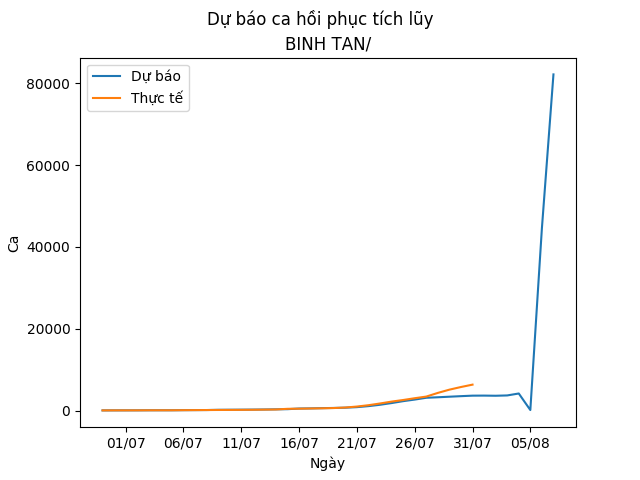 Dự báo ca hồi phục tích lũy
BINH TAN/
Dự báo
Thực tế
80000
60000
40000
20000
0
Ca
01/07 06/07 11/07 16/07 21/07 26/07 31/07 05/08
Ngày